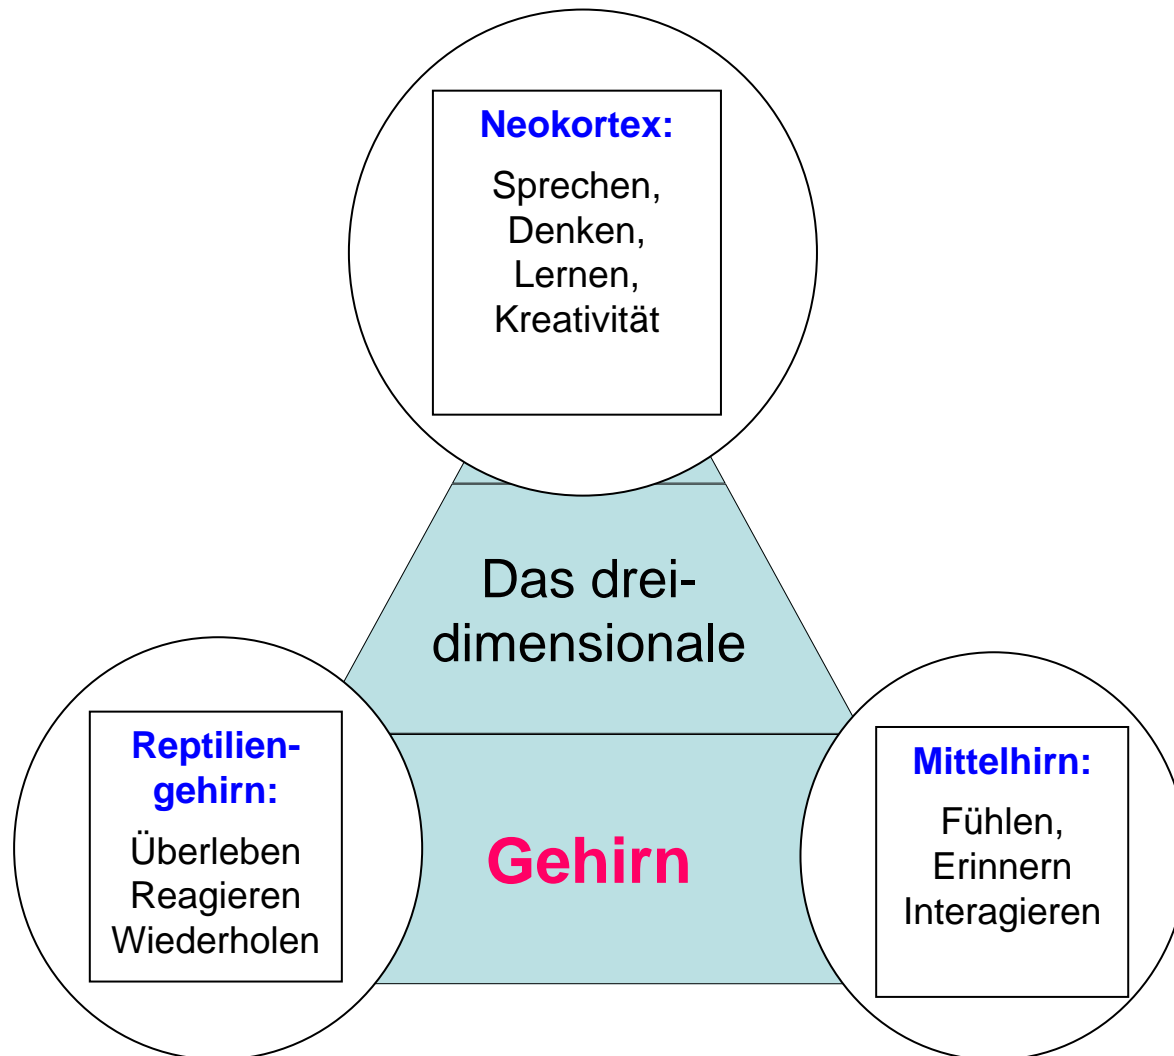 Neokortex:
Sprechen,
Denken,
Lernen,
Kreativität
Das drei-
dimensionale
Gehirn
Reptilien-
gehirn:
Überleben
Reagieren
Wiederholen
Mittelhirn:
Fühlen,
Erinnern
Interagieren